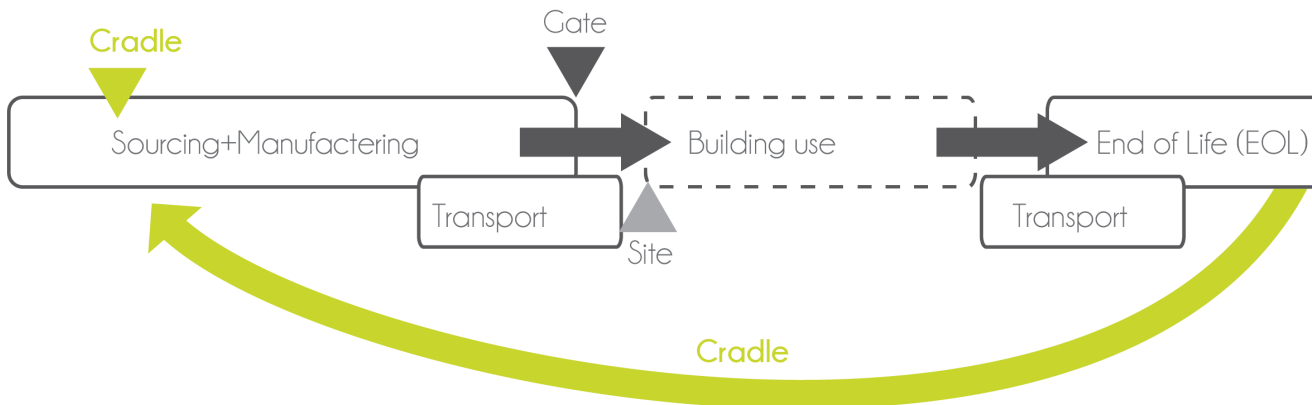 Gate
Cradle
Sourcing+Manufactering
Building use
End of Life (EOL)
Transport
Transport
Site
Cradle